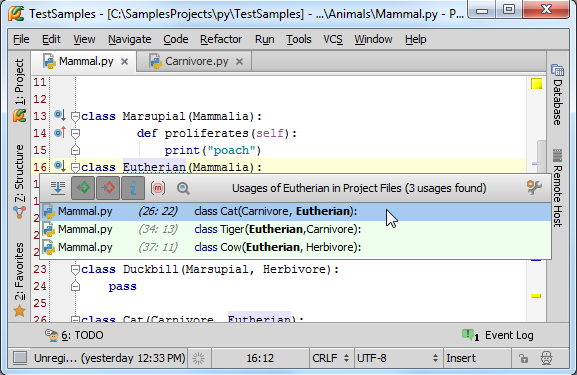 TestSamples - [C:\SamplesProjects\py\TestSamples] - ...\Animals\Mammal.py - P...
File Edit View Navigate Code Refactor Run Tools VCS Window Help
Mammal.py Carnivore.py
1: Project
7: Structure
2: Favorites
Database
Remote Host
11
12
13 class Marsupial(Mammalia):
14 def proliferates(self):
15 print("poach")
16 class Eutherian(Mammalia):
Usages of Eutherian in Project Files (3 usages found)
Mammal.py (26: 22) class Cat(Carnivore, Eutherian):
Mammal.py (34: 13) class Tiger(Eutherian,Carnivore):
Mammal.py (37: 11) class Cow(Eutherian, Herbivore):
23 class Duckbill(Marsupial, Herbivore):
24 pass
25
26 class Cat(Carnivore, Eutherian):
6: TODO Event Log
Unregi... (yesterday 12:33 PM) 16:12 CRLF UTF-8 Insert